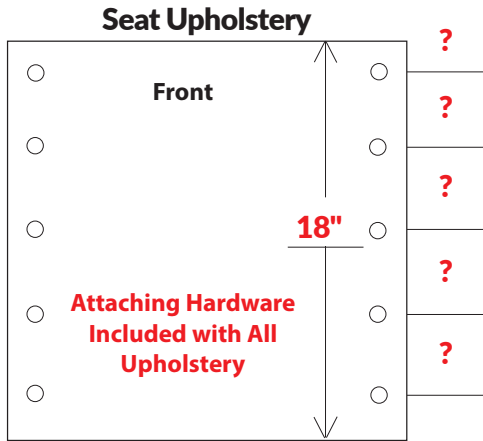 Seat Upholstery
?
Front
?
?
18"
?
Attaching Hardware
Included with All
Upholstery
?